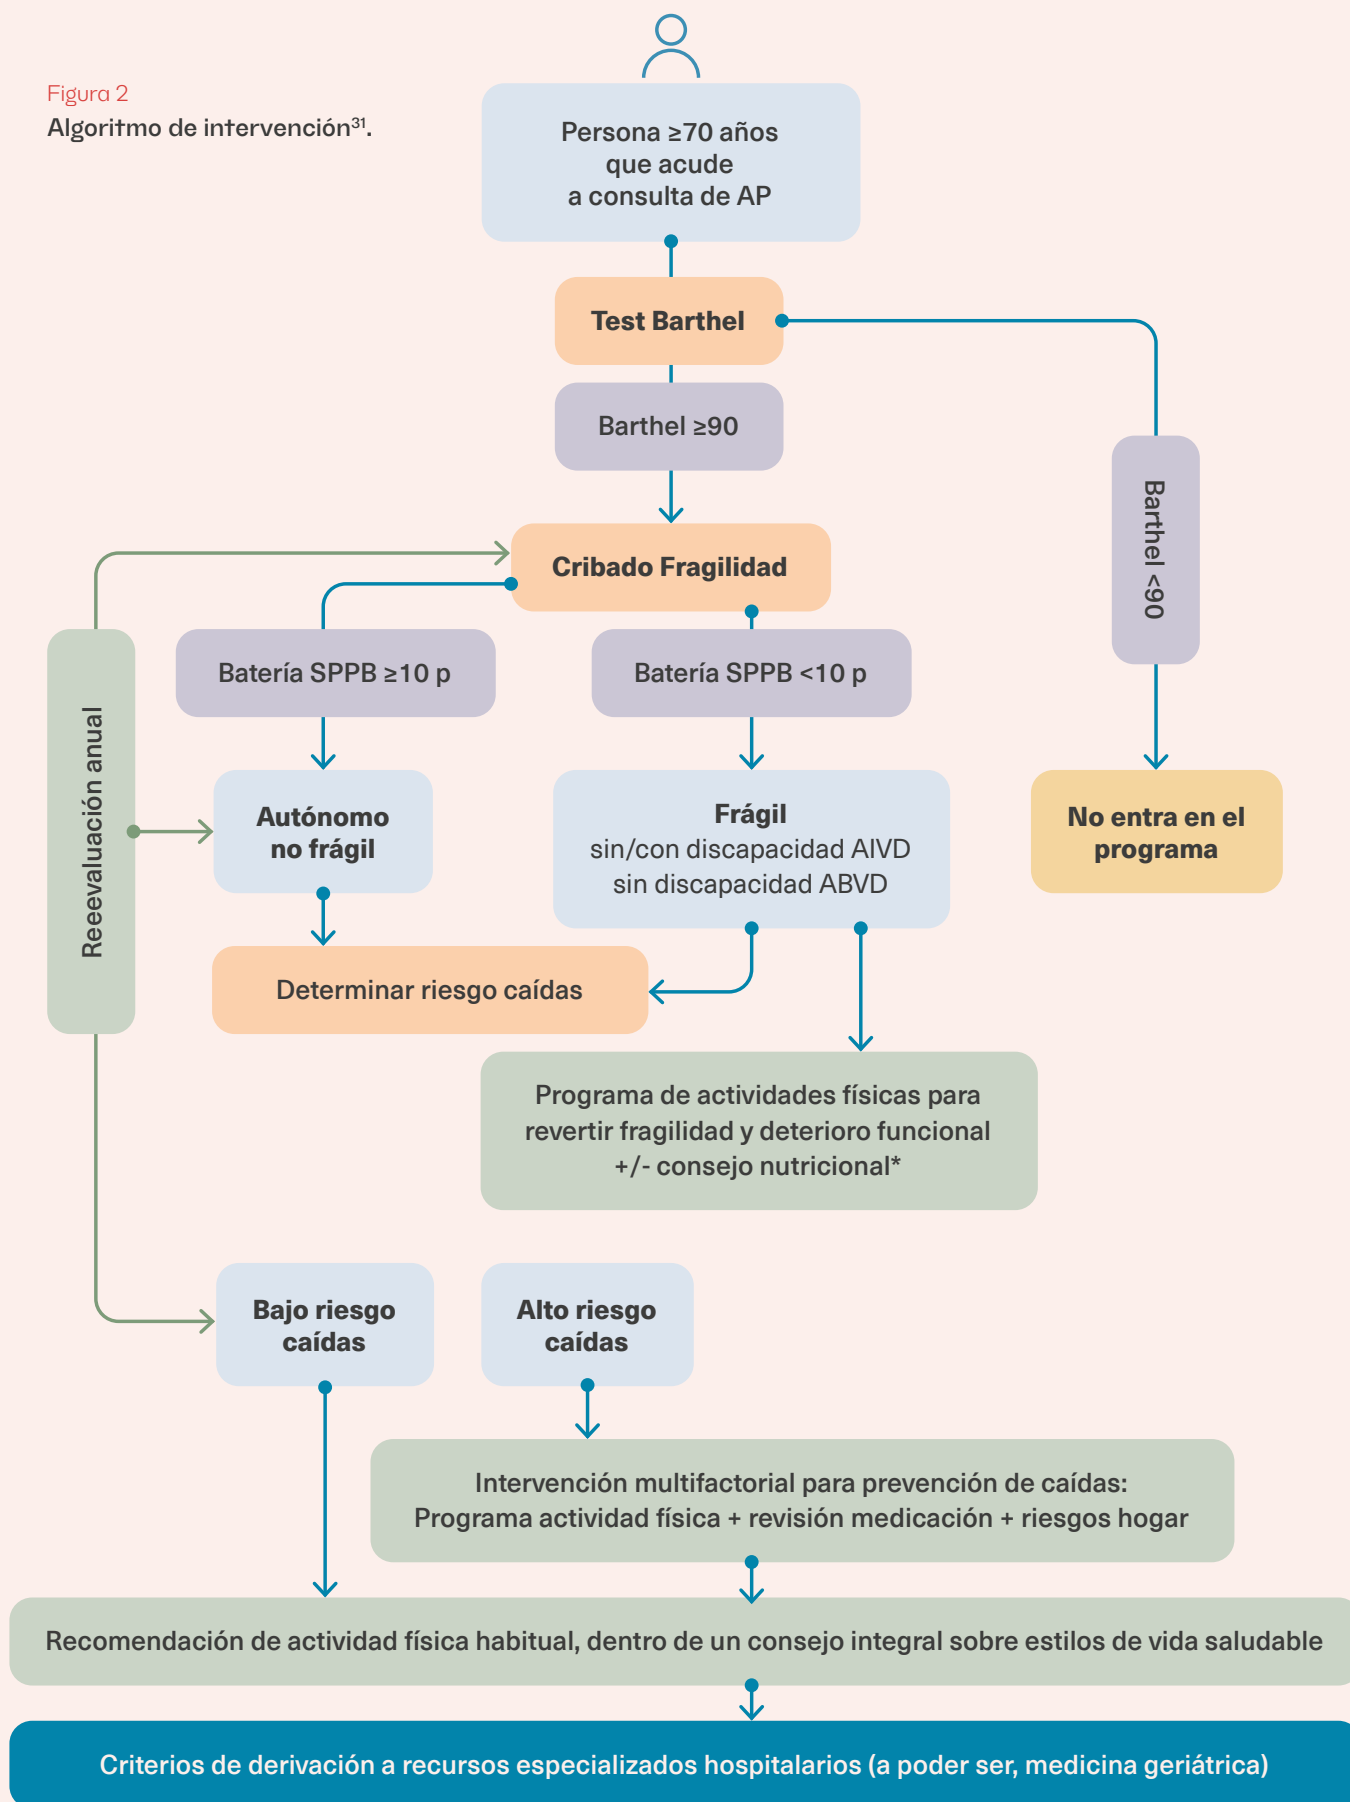 Figura 2
Algoritmo de intervención³¹.
Persona ≥70 años
que acude
a consulta de AP
Test Barthel
Barthel ≥90
Barthel <90
Cribado Fragilidad
Batería SPPB ≥10 p
Batería SPPB <10 p
Reeevaluación anual
Autónomo
no frágil
Frágil
sin/con discapacidad AIVD
sin discapacidad ABVD
No entra en el
programa
Determinar riesgo caídas
Programa de actividades físicas para
revertir fragilidad y deterioro funcional
+/- consejo nutricional*
Bajo riesgo
caídas
Alto riesgo
caídas
Intervención multifactorial para prevención de caídas:
Programa actividad física + revisión medicación + riesgos hogar
Recomendación de actividad física habitual, dentro de un consejo integral sobre estilos de vida saludable
Criterios de derivación a recursos especializados hospitalarios (a poder ser, medicina geriátrica)